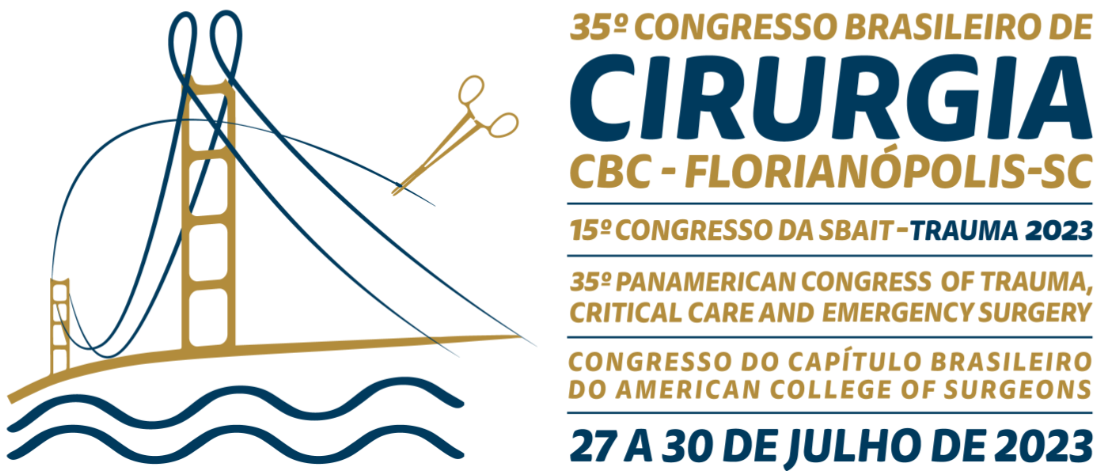 35º CONGRESSO BRASILEIRO DE
CIRURGIA
CBC - FLORIANÓPOLIS-SC
15º CONGRESSO DA SBAIT-TRAUMA 2023
35º PANAMERICAN CONGRESS OF TRAUMA,
CRITICAL CARE AND EMERGENCY SURGERY
CONGRESSO DO CAPÍTULO BRASILEIRO
DO AMERICAN COLLEGE OF SURGEONS
27 A 30 DE JULHO DE 2023